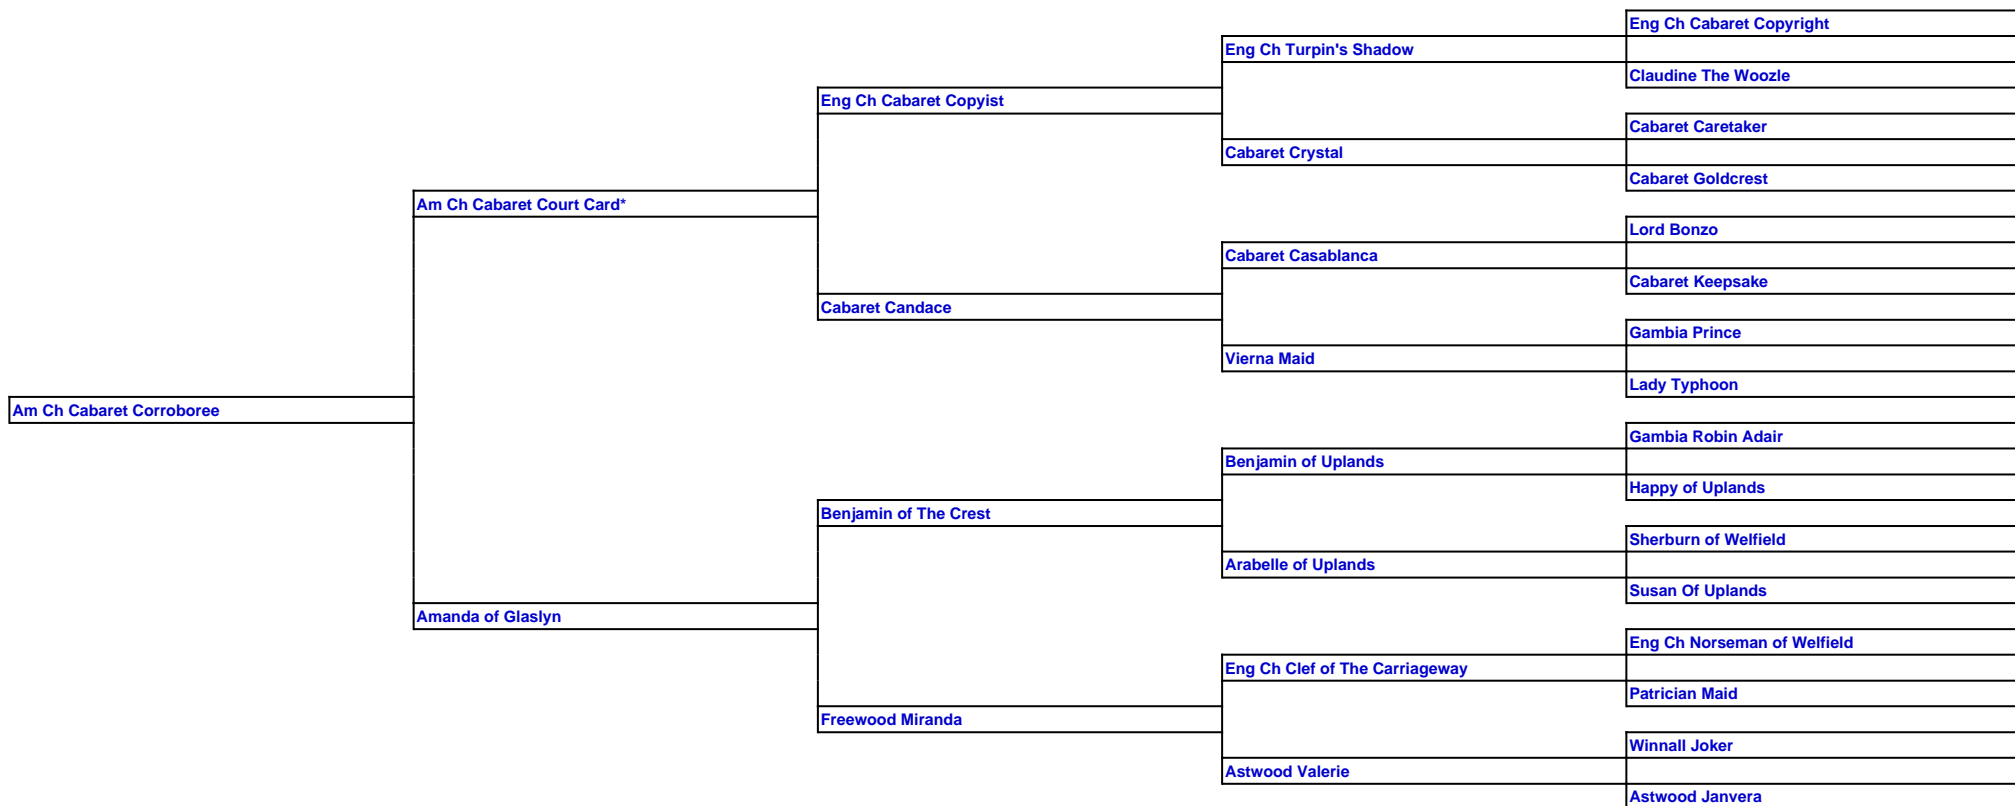 Eng Ch Cabaret Copyright
Eng Ch Turpin's Shadow
Claudine The Woozle
Eng Ch Cabaret Copyist
Cabaret Caretaker
Cabaret Crystal
Cabaret Goldcrest
Am Ch Cabaret Court Card*
Lord Bonzo
Cabaret Casablanca
Cabaret Keepsake
Cabaret Candace
Gambia Prince
Vierna Maid
Lady Typhoon
Am Ch Cabaret Corroboree
Gambia Robin Adair
Benjamin of Uplands
Happy of Uplands
Benjamin of The Crest
Sherburn of Welfield
Arabelle of Uplands
Susan Of Uplands
Amanda of Glaslyn
Eng Ch Norseman of Welfield
Eng Ch Clef of The Carriageway
Patrician Maid
Freewood Miranda
Winnall Joker
Astwood Valerie
Astwood Janvera